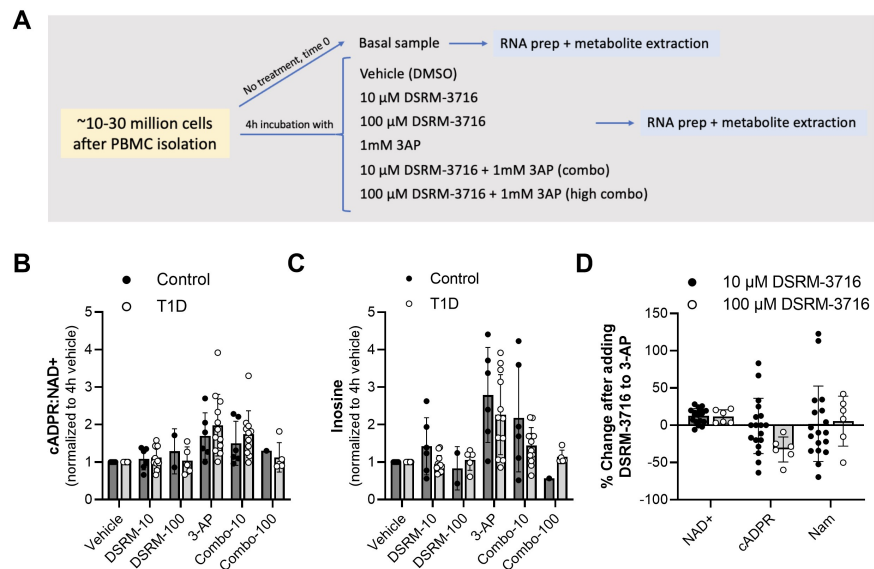 A
No treatment, time 0
Basal sample
RNA prep + metabolite extraction
~10-30 million cells
after PBMC isolation
4h incubation with
Vehicle (DMSO)
10 µM DSRM-3716
100 µM DSRM-3716
1mM 3AP
10 µM DSRM-3716 + 1mM 3AP (combo)
100 µM DSRM-3716 + 1mM 3AP (high combo)
RNA prep + metabolite extraction
B
Control
T1D
cADPR:NAD+
(normalized to 4h vehicle)
5
4
3
2
1
0
Vehicle
DSRM-10
DSRM-100
3-AP
Combo-10
Combo-100
C
Control
T1D
Inosine
(normalized to 4h vehicle)
5
4
3
2
1
0
Vehicle
DSRM-10
DSRM-100
3-AP
Combo-10
Combo-100
D
10 µM DSRM-3716
100 µM DSRM-3716
% Change after adding
DSRM-3716 to 3-AP
150
100
50
0
-50
-100
NAD+
cADPR
Nam